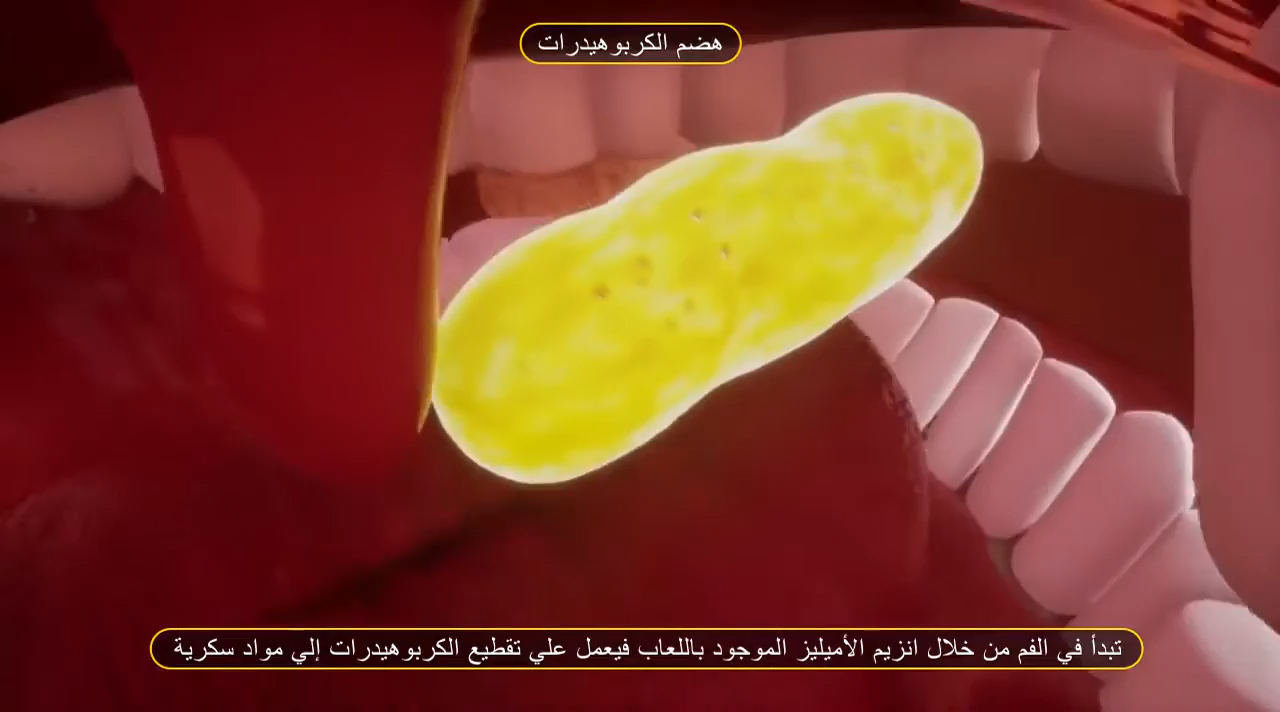 هضم الكربوهيدرات
تبدأ في الفم من خلال انزيم الأميليز الموجود باللعاب فيعمل علي تقطيع الكربوهيدرات إلي مواد سكرية